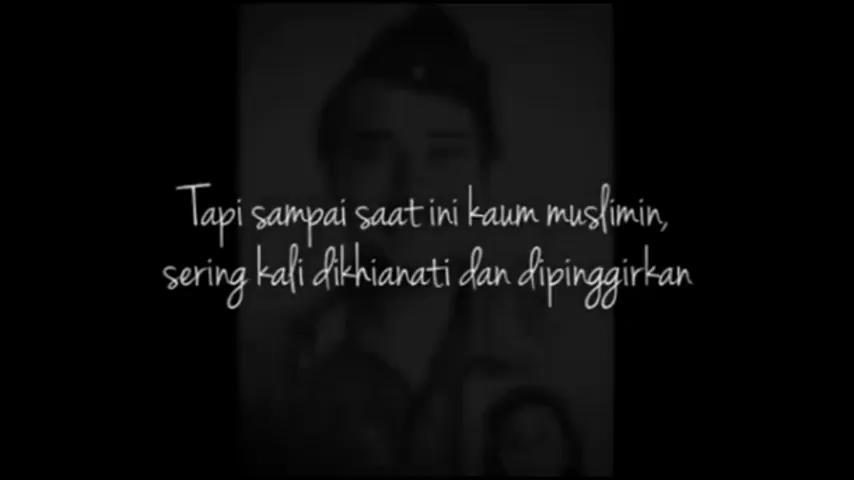 Tapi sampai saat ini kaum muslimin,
sering kali dikhianati dan dipinggirkan